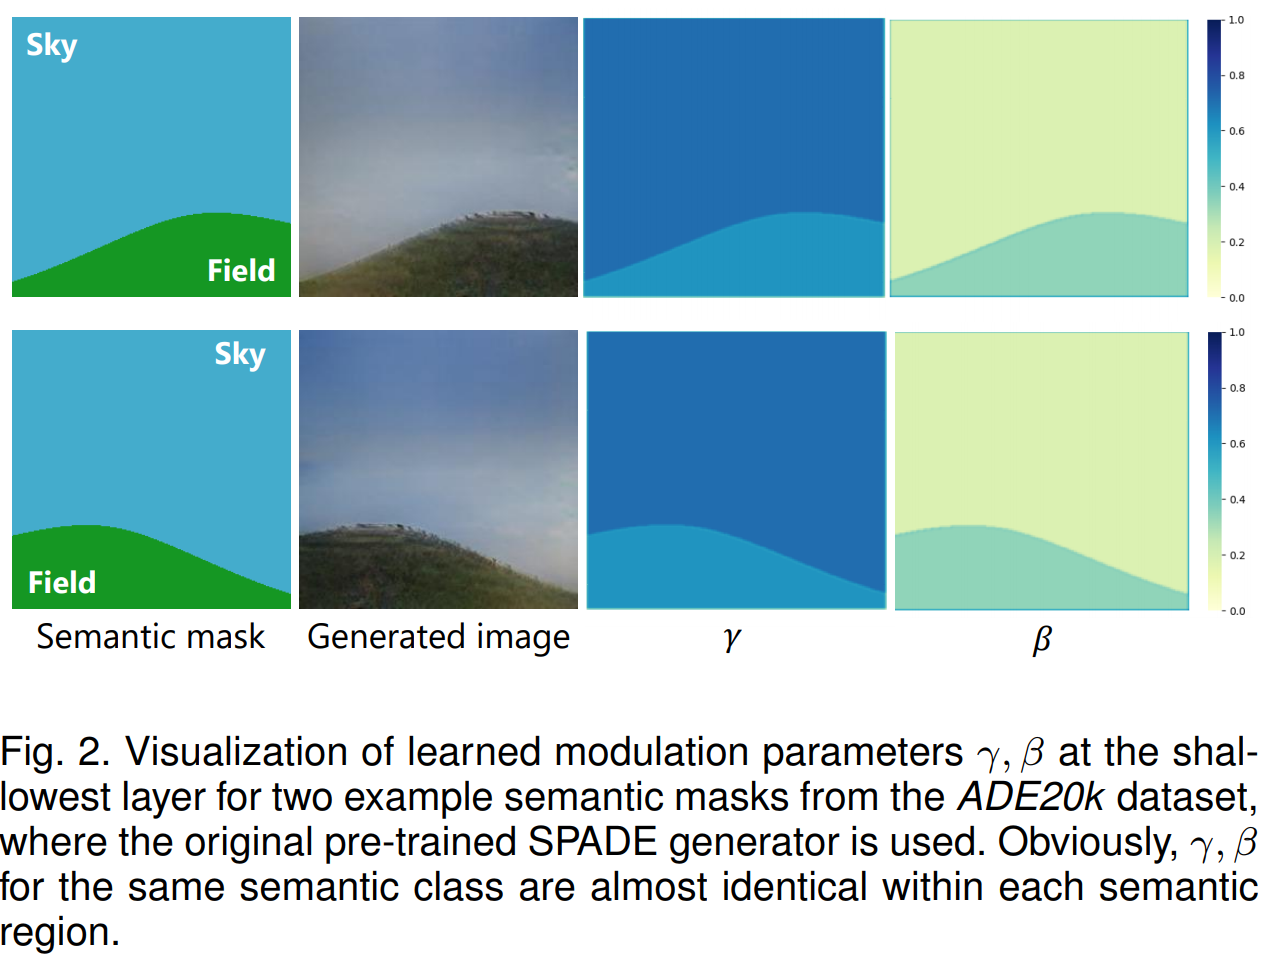 Sky
Field
1.0
0.8
0.6
0.4
0.2
0.0
Sky
Field
1.0
0.8
0.6
0.4
0.2
0.0
Semantic mask
Generated image
γ
β
Fig. 2. Visualization of learned modulation parameters γ, β at the shal-
lowest layer for two example semantic masks from the ADE20k dataset,
where the original pre-trained SPADE generator is used. Obviously, γ, β
for the same semantic class are almost identical within each semantic
region.